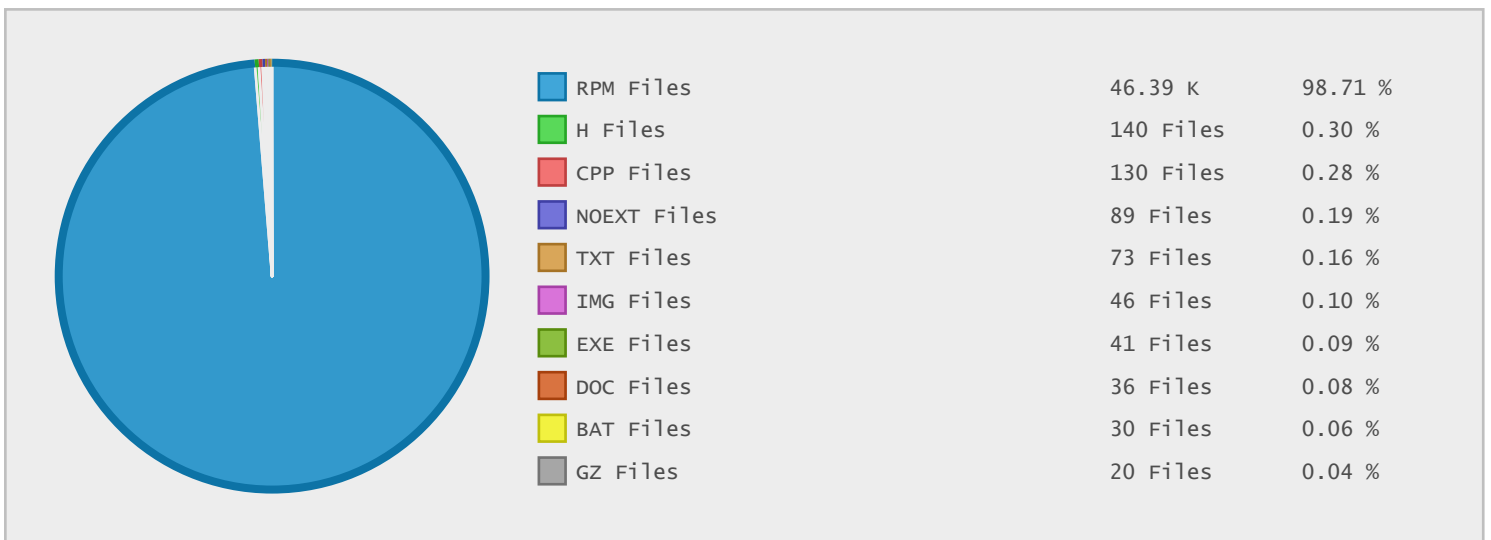 RPM Files 46.39 K 98.71 %
H Files 140 Files 0.30 %
CPP Files 130 Files 0.28 %
NOEXT Files 89 Files 0.19 %
TXT Files 73 Files 0.16 %
IMG Files 46 Files 0.10 %
EXE Files 41 Files 0.09 %
DOC Files 36 Files 0.08 %
BAT Files 30 Files 0.06 %
GZ Files 20 Files 0.04 %